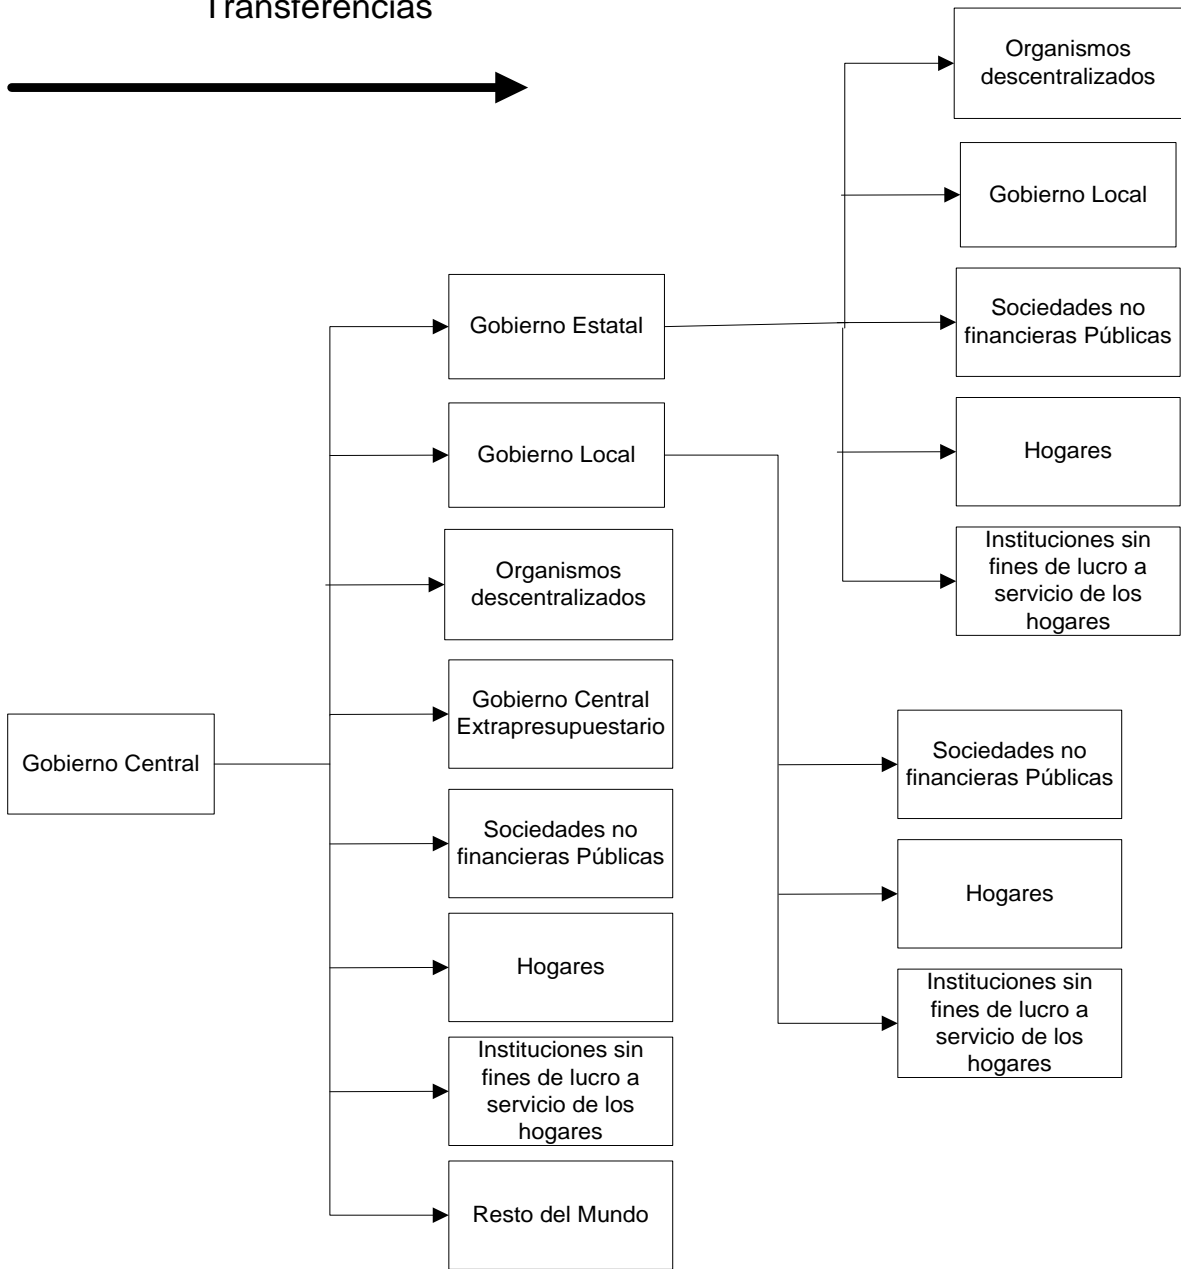 Transferencias
Organismos
descentralizados
Gobierno Local
Sociedades no
financieras Públicas
Hogares
Instituciones sin
fines de lucro a
servicio de los
hogares
Gobierno Estatal
Gobierno Local
Organismos
descentralizados
Gobierno Central
Extrapresupuestario
Sociedades no
financieras Públicas
Hogares
Instituciones sin
fines de lucro a
servicio de los
hogares
Resto del Mundo
Gobierno Central
Sociedades no
financieras Públicas
Hogares
Instituciones sin
fines de lucro a
servicio de los
hogares